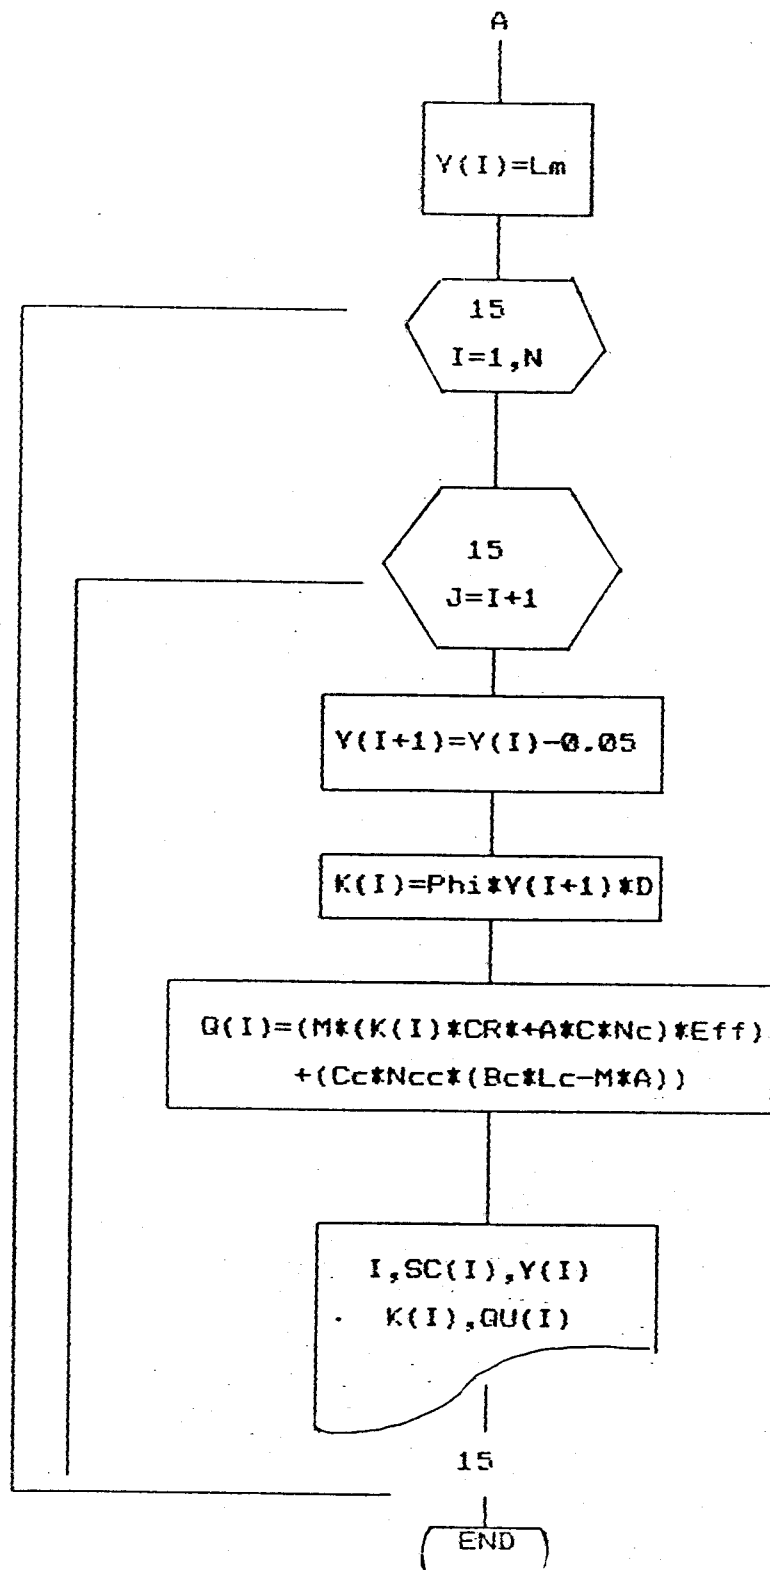 A
Y(I)=Lm
15
I=1,N
15
J=I+1
Y(I+1)=Y(I)-0.05
K(I)=Phi*Y(I+1)*D
Q(I)=(M*(K(I)*CR*+A*C*Nc)*Eff)
+(Cc*Ncc*(Bc*Lc-M*A))
I,SC(I),Y(I)
K(I),QU(I)
15
END